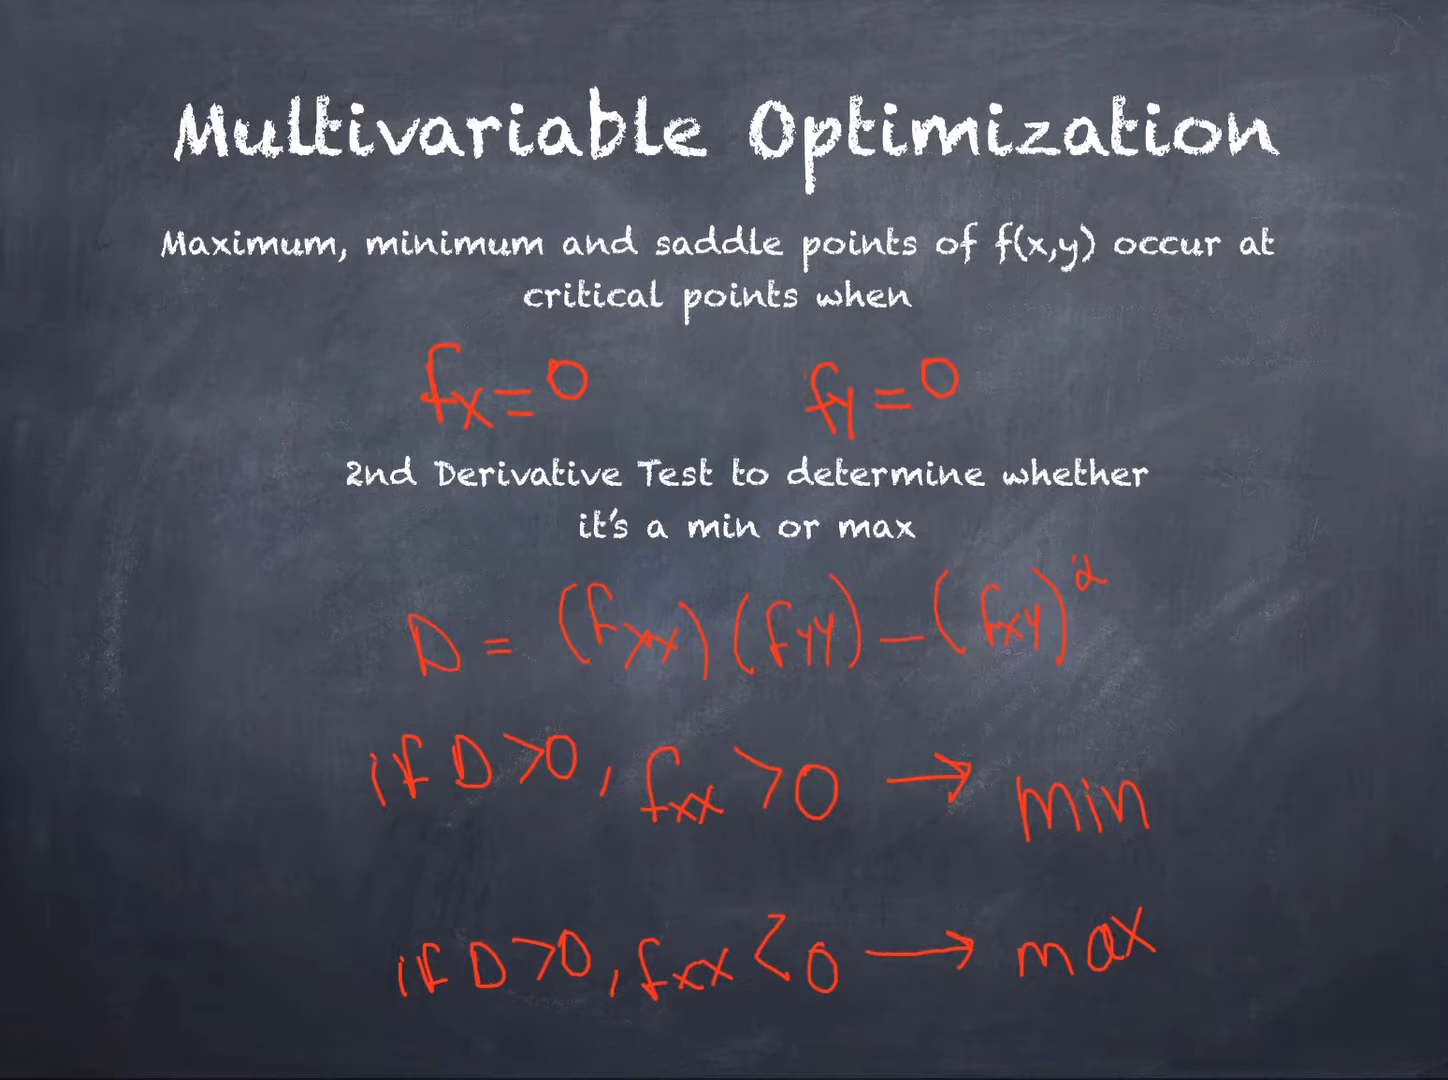 Multivariable Optimization
Maximum, minimum and saddle points of f(x,y) occur at
critical points when
fx=0 fy=0
2nd Derivative Test to determine whether
it's a min or max
D = (fxx)(fyy)-(fxy)²
if D>0, fxx >0 → min
if D>0, fxx <0 → max